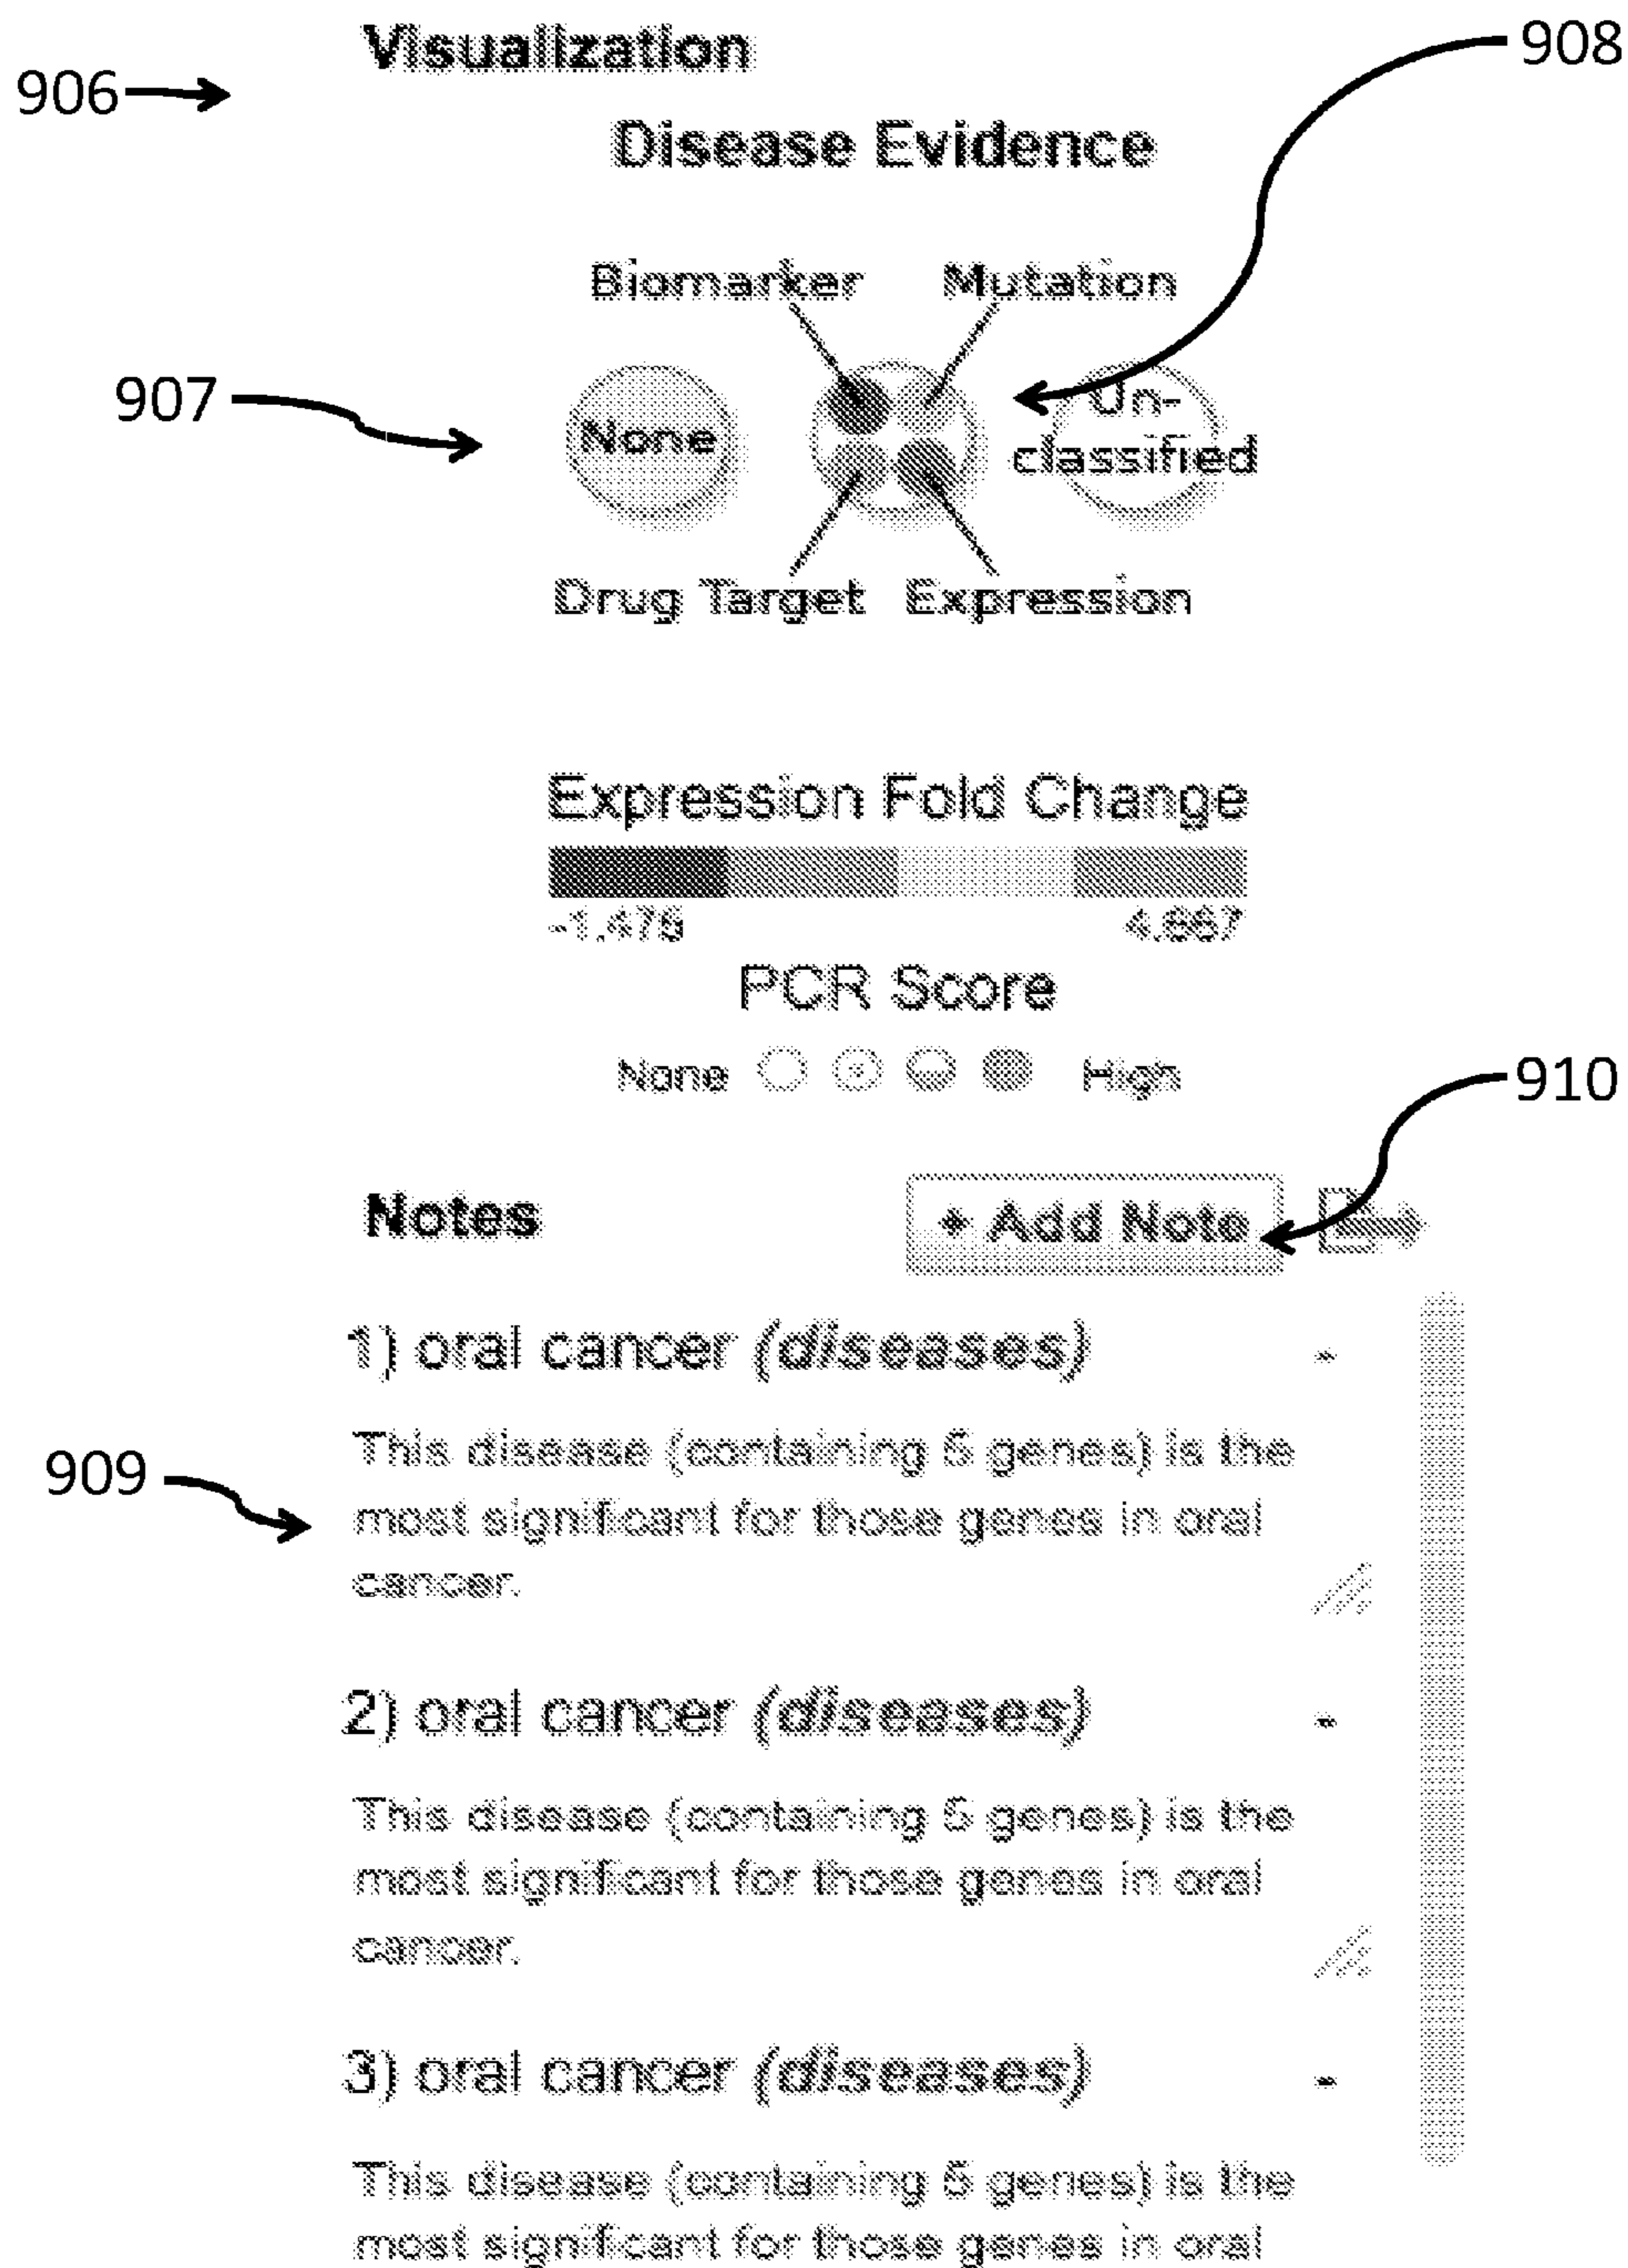 Visualization
908
906
Disease Evidence
Biomarker Mutation
907
None
Un-
classified
Drug Target Expression
Expression Fold Change
-1.475 4.667
PCR Score
None High
910
Notes + Add Note
1) oral cancer (diseases) -
This disease (containing 5 genes) is the
909
most significant for those genes in oral
cancer.
2) oral cancer (diseases) -
This disease (containing 5 genes) is the
most significant for those genes in oral
cancer.
3) oral cancer (diseases) -
This disease (containing 5 genes) is the
most significant for those genes in oral